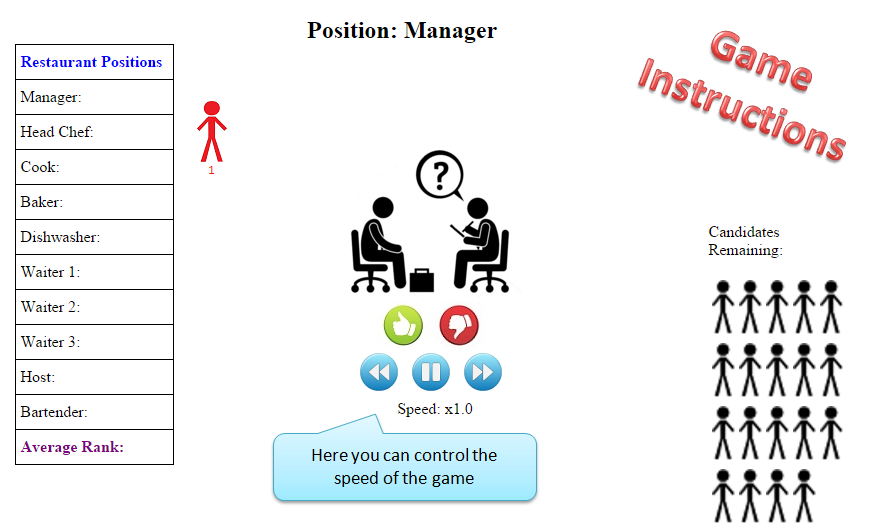 Position: Manager
Game
Instructions
Restaurant Positions
Manager:
Head Chef:
Cook:
Baker:
Dishwasher:
Waiter 1:
Waiter 2:
Waiter 3:
Host:
Bartender:
Average Rank:
1
?
Speed: x1.0
Here you can control the
speed of the game
Candidates
Remaining: